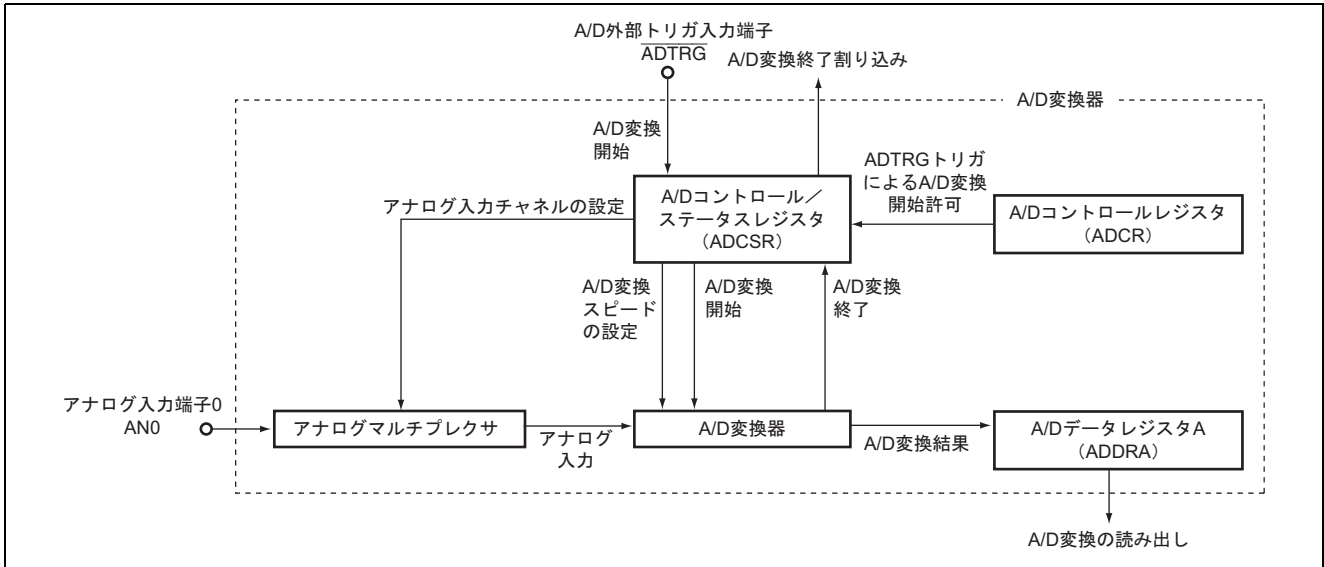 A/D外部トリガ入力端子
ADTRG
A/D変換終了割り込み
A/D変換器
A/D変換
開始
ADTRGトリガ
によるA/D変換
開始許可
アナログ入力チャネルの設定
A/Dコントロール／
ステータスレジスタ
（ADCSR）
A/Dコントロールレジスタ
（ADCR）
A/D変換
スピード
の設定
A/D変換
開始
A/D変換
終了
アナログ入力端子0
AN0
アナログマルチプレクサ
アナログ
入力
A/D変換器
A/D変換結果
A/DデータレジスタA
（ADDRA）
A/D変換の読み出し